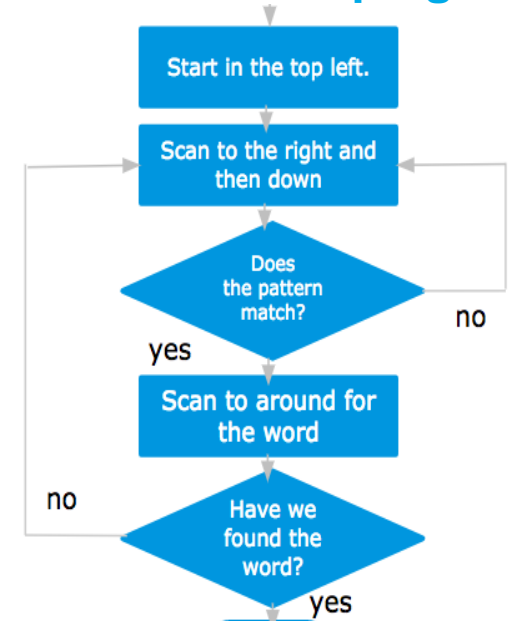 Start in the top left.
Scan to the right and
then down
Does
the pattern
match?
no
yes
Scan to around for
the word
no
Have we
found the
word?
yes